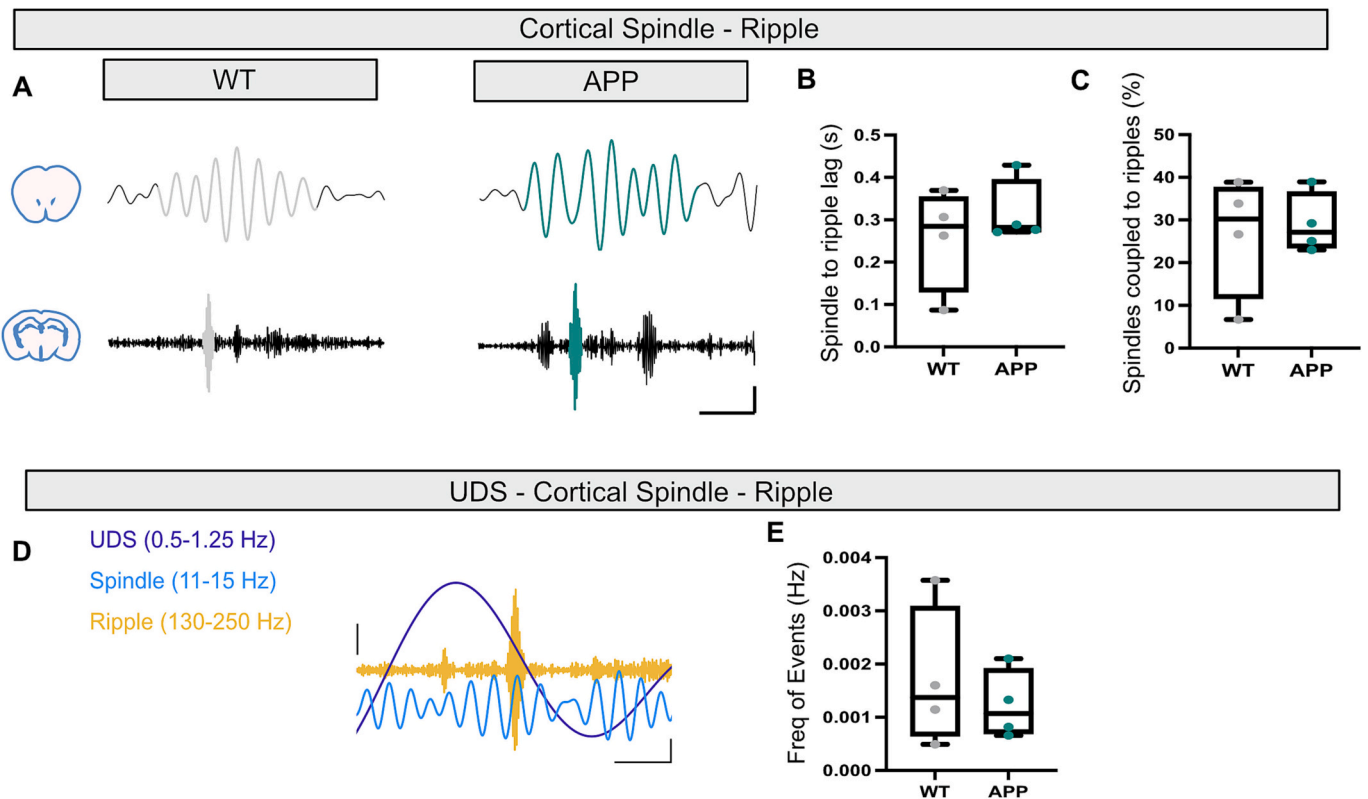 Cortical Spindle - Ripple
A
WT
APP
B
Spindle to ripple lag (s)
0.5
0.4
0.3
0.2
0.1
0.0
WT
APP
C
Spindles coupled to ripples (%)
50
40
30
20
10
0
WT
APP
UDS - Cortical Spindle - Ripple
D
UDS (0.5-1.25 Hz)
Spindle (11-15 Hz)
Ripple (130-250 Hz)
E
Freq of Events (Hz)
0.004
0.003
0.002
0.001
0.000
WT
APP